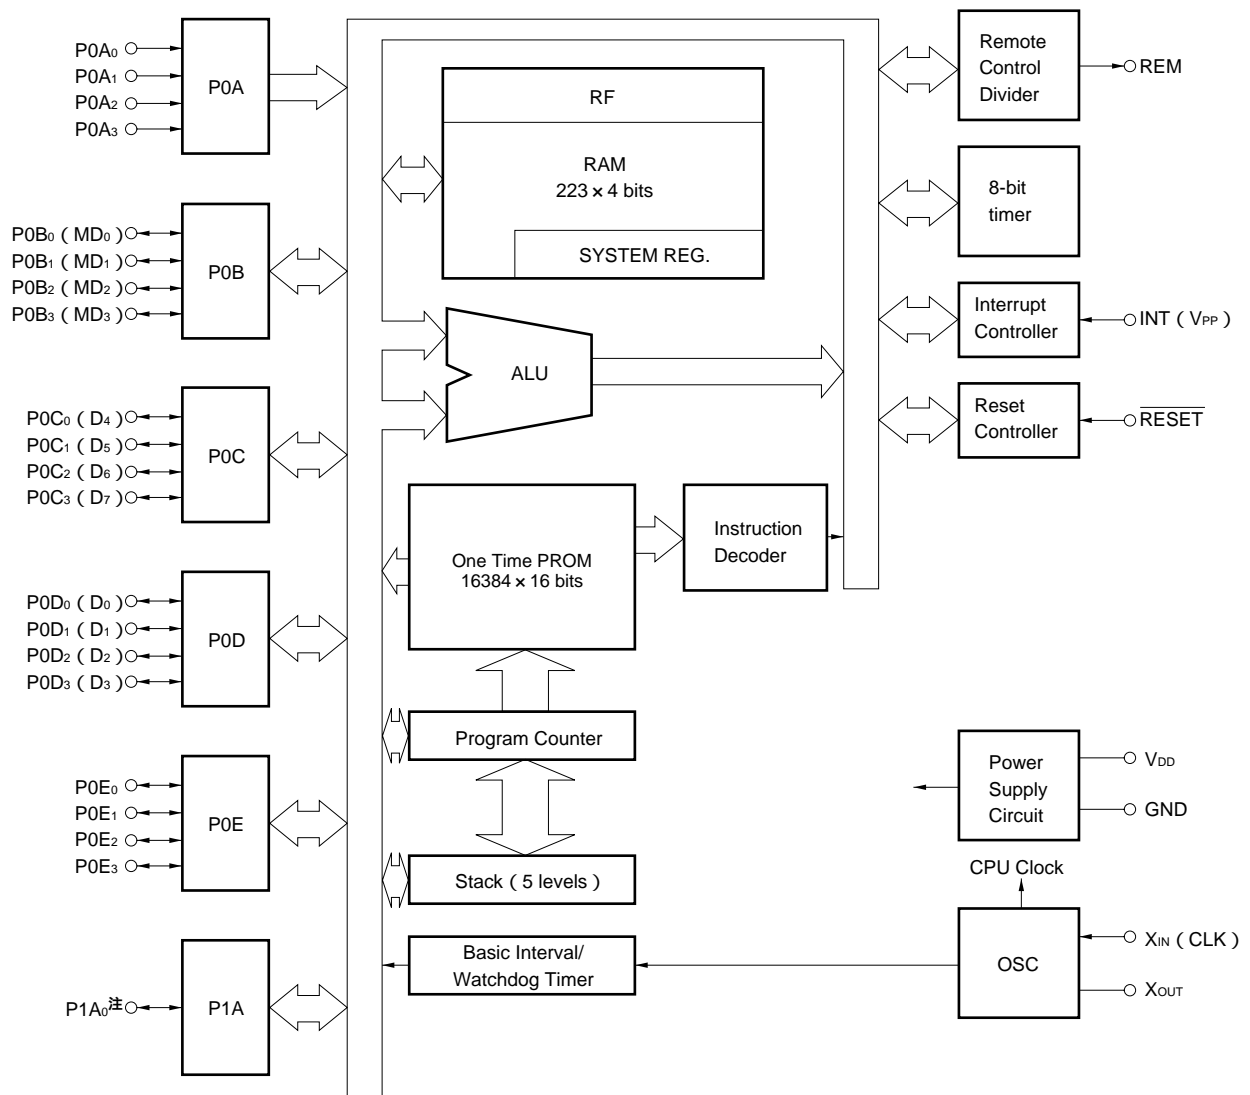 P0A0
P0A1
P0A2
P0A3
P0A
P0B0 ( MD0 )
P0B1 ( MD1 )
P0B2 ( MD2 )
P0B3 ( MD3 )
P0B
P0C0 ( D4 )
P0C1 ( D5 )
P0C2 ( D6 )
P0C3 ( D7 )
P0C
P0D0 ( D0 )
P0D1 ( D1 )
P0D2 ( D2 )
P0D3 ( D3 )
P0D
P0E0
P0E1
P0E2
P0E3
P0E
P1A0注
P1A
RF
RAM
223 × 4 bits
SYSTEM REG.
ALU
One Time PROM
16384 × 16 bits
Instruction
Decoder
Program Counter
Stack ( 5 levels )
Basic Interval/
Watchdog Timer
Remote
Control
Divider
REM
8-bit
timer
Interrupt
Controller
INT ( VPP )
Reset
Controller
RESET
Power
Supply
Circuit
VDD
GND
CPU Clock
OSC
XIN ( CLK )
XOUT